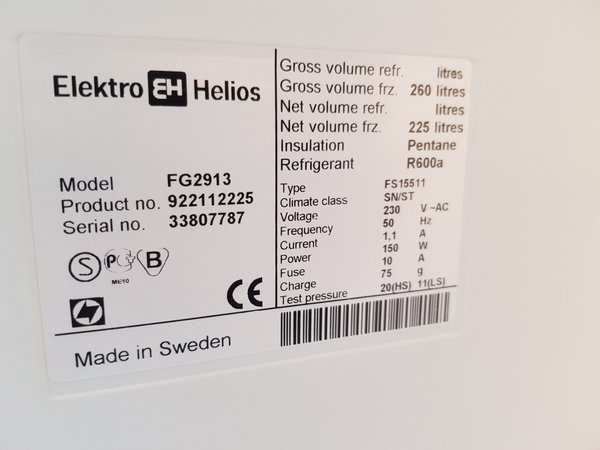 Elektro EH Helios
Model FG2913
Product no. 922112225
Serial no. 33807787
S PCT B
ME10
CE
Made in Sweden
Gross volume refr. litres
Gross volume frz. 260 litres
Net volume refr. litres
Net volume frz. 225 litres
Insulation Pentane
Refrigerant R600a
Type FS15511
Climate class SN/ST
Voltage 230 V ~AC
Frequency 50 Hz
Current 1,1 A
Power 150 W
Fuse 10 A
Charge 75 g
Test pressure 20(HS) 11(LS)